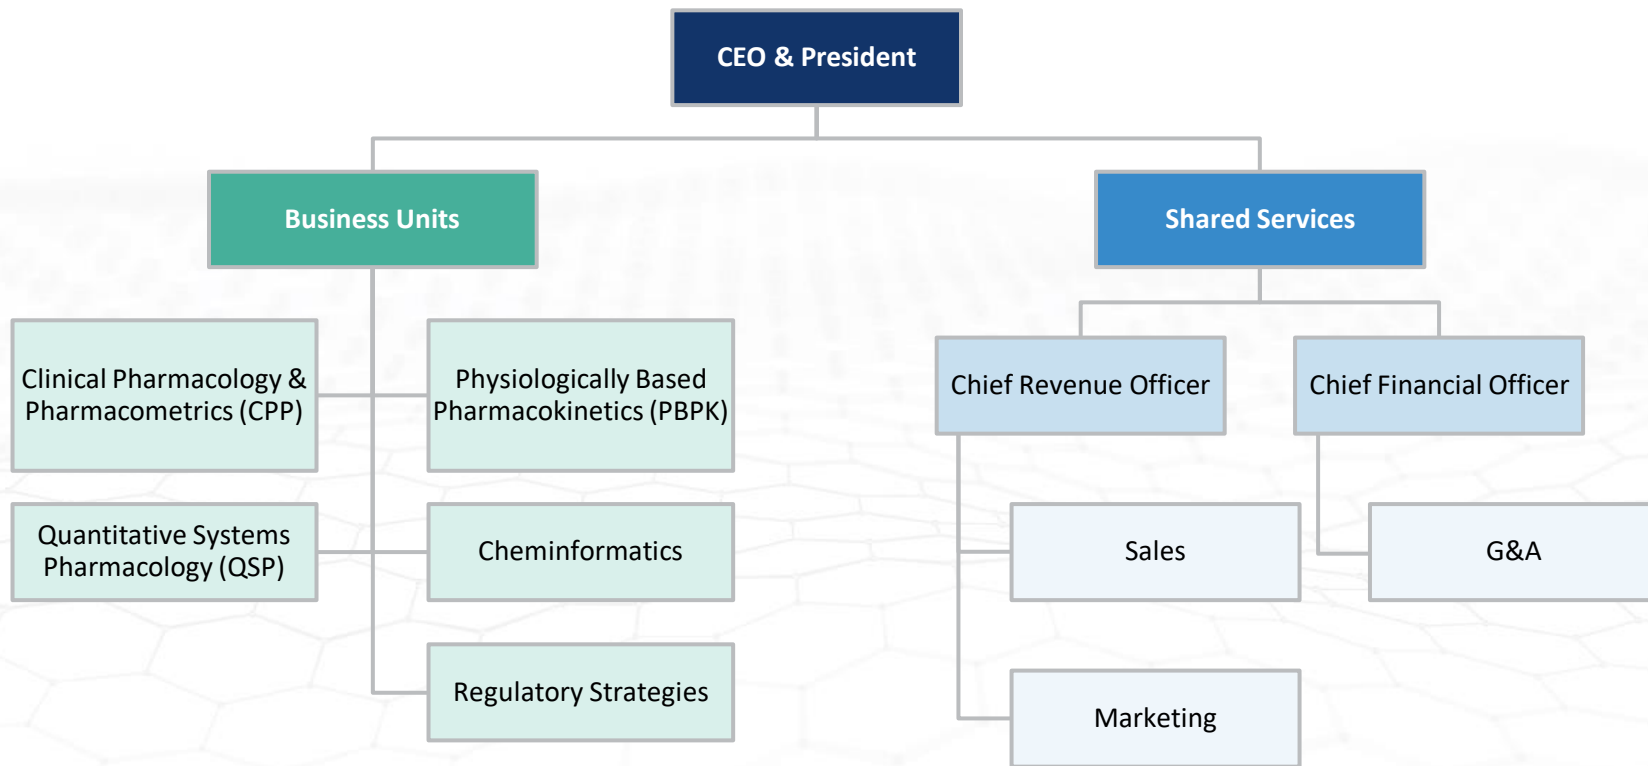 CEO & President
Business Units
Shared Services
Clinical Pharmacology &
Pharmacometrics (CPP)
Physiologically Based
Pharmacokinetics (PBPK)
Chief Revenue Officer
Chief Financial Officer
Quantitative Systems
Pharmacology (QSP)
Cheminformatics
Sales
G&A
Regulatory Strategies
Marketing